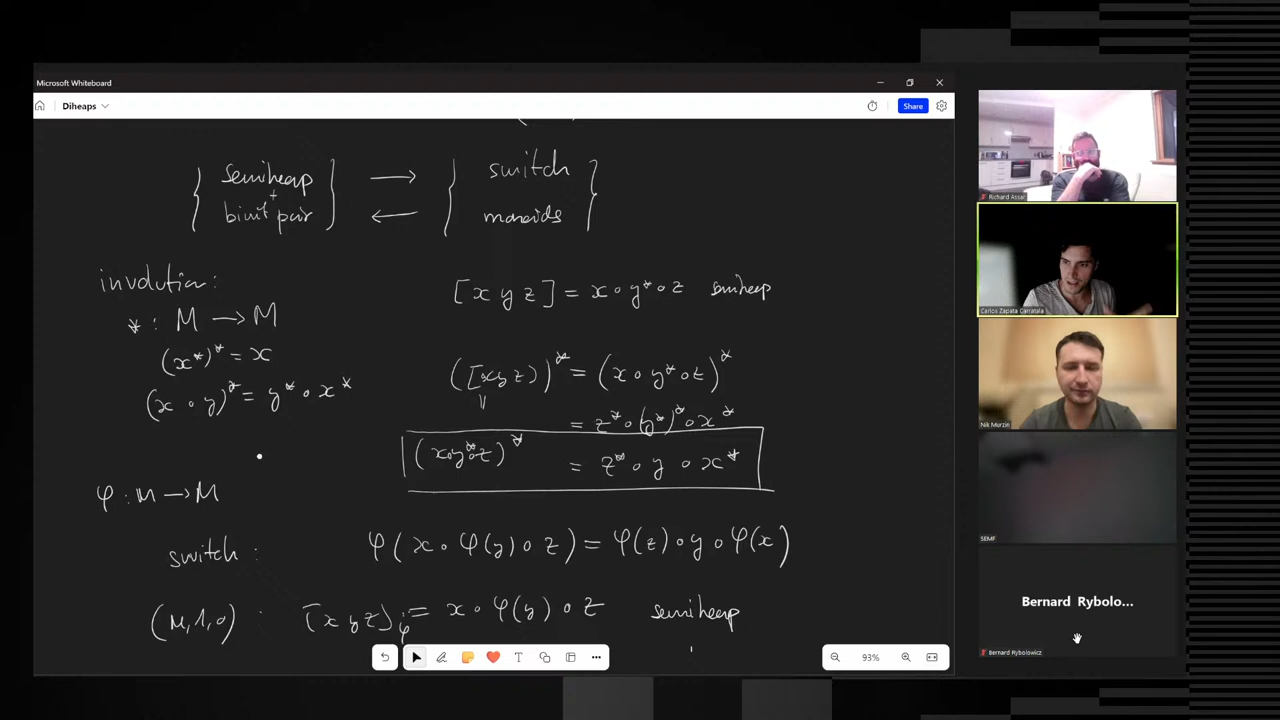 Microsoft Whiteboard
Diheaps
Share
{ semiheap + binit pair } → ← { switch monoids }
involution:
* : M → M
(x*)* = x
(x ∘ y)* = y* ∘ x*
[x y z] = x ∘ y* ∘ z semiheap
([x y z])* = (x ∘ y* ∘ z)*
= z* ∘ (y*)* ∘ x*
(x∘y*∘z)* = z* ∘ y ∘ x*
φ : M → M
switch : φ( x ∘ φ(y) ∘ z ) = φ(z) ∘ y ∘ φ(x)
(M, 1, ∘) : [x y z]φ := x ∘ φ(y) ∘ z semiheap
93%
Richard Assar
Carlos Zapata Carratalá
Nik Murzin
SEMF
Bernard Rybolo...
Bernard Rybolowicz